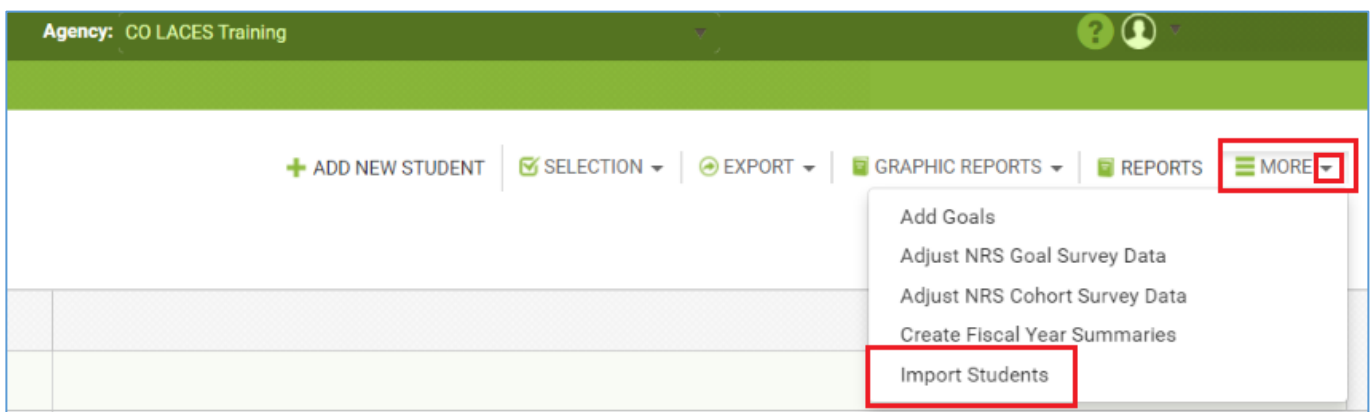 Agency: CO LACES Training
?
ADD NEW STUDENT SELECTION EXPORT GRAPHIC REPORTS REPORTS MORE
Add Goals
Adjust NRS Goal Survey Data
Adjust NRS Cohort Survey Data
Create Fiscal Year Summaries
Import Students